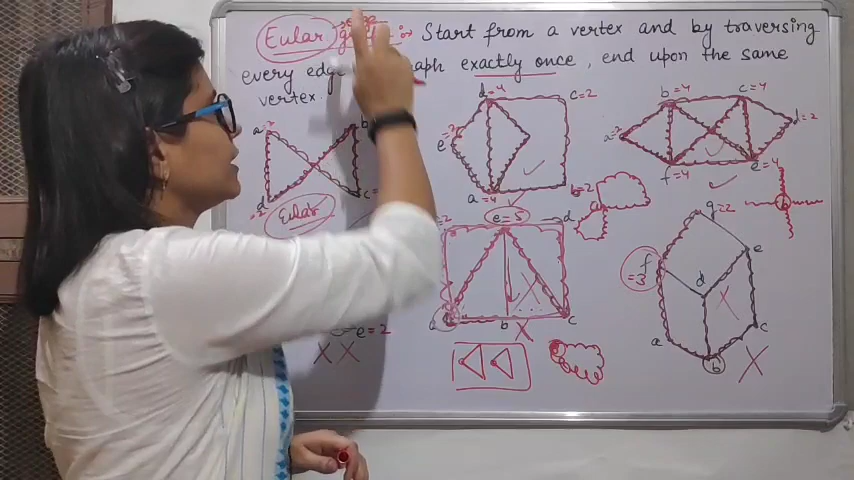 Eular :- Start from a vertex and by traversing
every edge exactly once, end upon the same
vertex.
d=4 c=2 b=4 c=4
a b
e a d=2
d c= a=4 f=4 e=4
Eular b=2
e=5 d g=2
e
f
=3
d
b c c
e=2 a
b